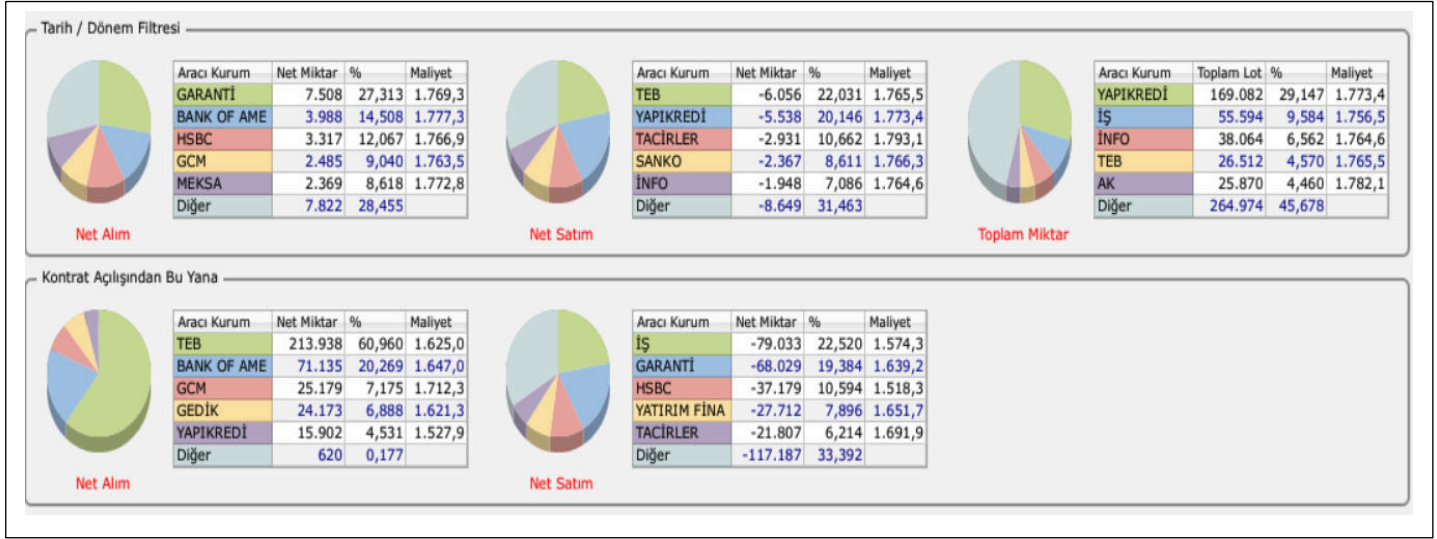 Tarih / Dönem Filtresi
Aracı Kurum Net Miktar % Maliyet
GARANTİ 7.508 27,313 1.769,3
BANK OF AME 3.988 14,508 1.777,3
HSBC 3.317 12,067 1.766,9
GCM 2.485 9,040 1.763,5
MEKSA 2.369 8,618 1.772,8
Diğer 7.822 28,455
Net Alım
Aracı Kurum Net Miktar % Maliyet
TEB -6.056 22,031 1.765,5
YAPIKREDİ -5.538 20,146 1.773,4
TACİRLER -2.931 10,662 1.793,1
SANKO -2.367 8,611 1.766,3
İNFO -1.948 7,086 1.764,6
Diğer -8.649 31,463
Net Satım
Aracı Kurum Toplam Lot % Maliyet
YAPIKREDİ 169.082 29,147 1.773,4
İŞ 55.594 9,584 1.756,5
İNFO 38.064 6,562 1.764,6
TEB 26.512 4,570 1.765,5
AK 25.870 4,460 1.782,1
Diğer 264.974 45,678
Toplam Miktar
Kontrat Açılışından Bu Yana
Aracı Kurum Net Miktar % Maliyet
TEB 213.938 60,960 1.625,0
BANK OF AME 71.135 20,269 1.647,0
GCM 25.179 7,175 1.712,3
GEDİK 24.173 6,888 1.621,3
YAPIKREDİ 15.902 4,531 1.527,9
Diğer 620 0,177
Net Alım
Aracı Kurum Net Miktar % Maliyet
İŞ -79.033 22,520 1.574,3
GARANTİ -68.029 19,384 1.639,2
HSBC -37.179 10,594 1.518,3
YATIRIM FİNA -27.712 7,896 1.651,7
TACİRLER -21.807 6,214 1.691,9
Diğer -117.187 33,392
Net Satım